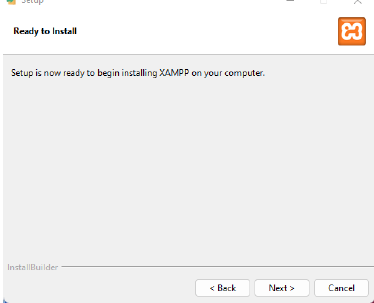 Setup
Ready to Install
Setup is now ready to begin installing XAMPP on your computer.
InstallBuilder
< Back
Next >
Cancel